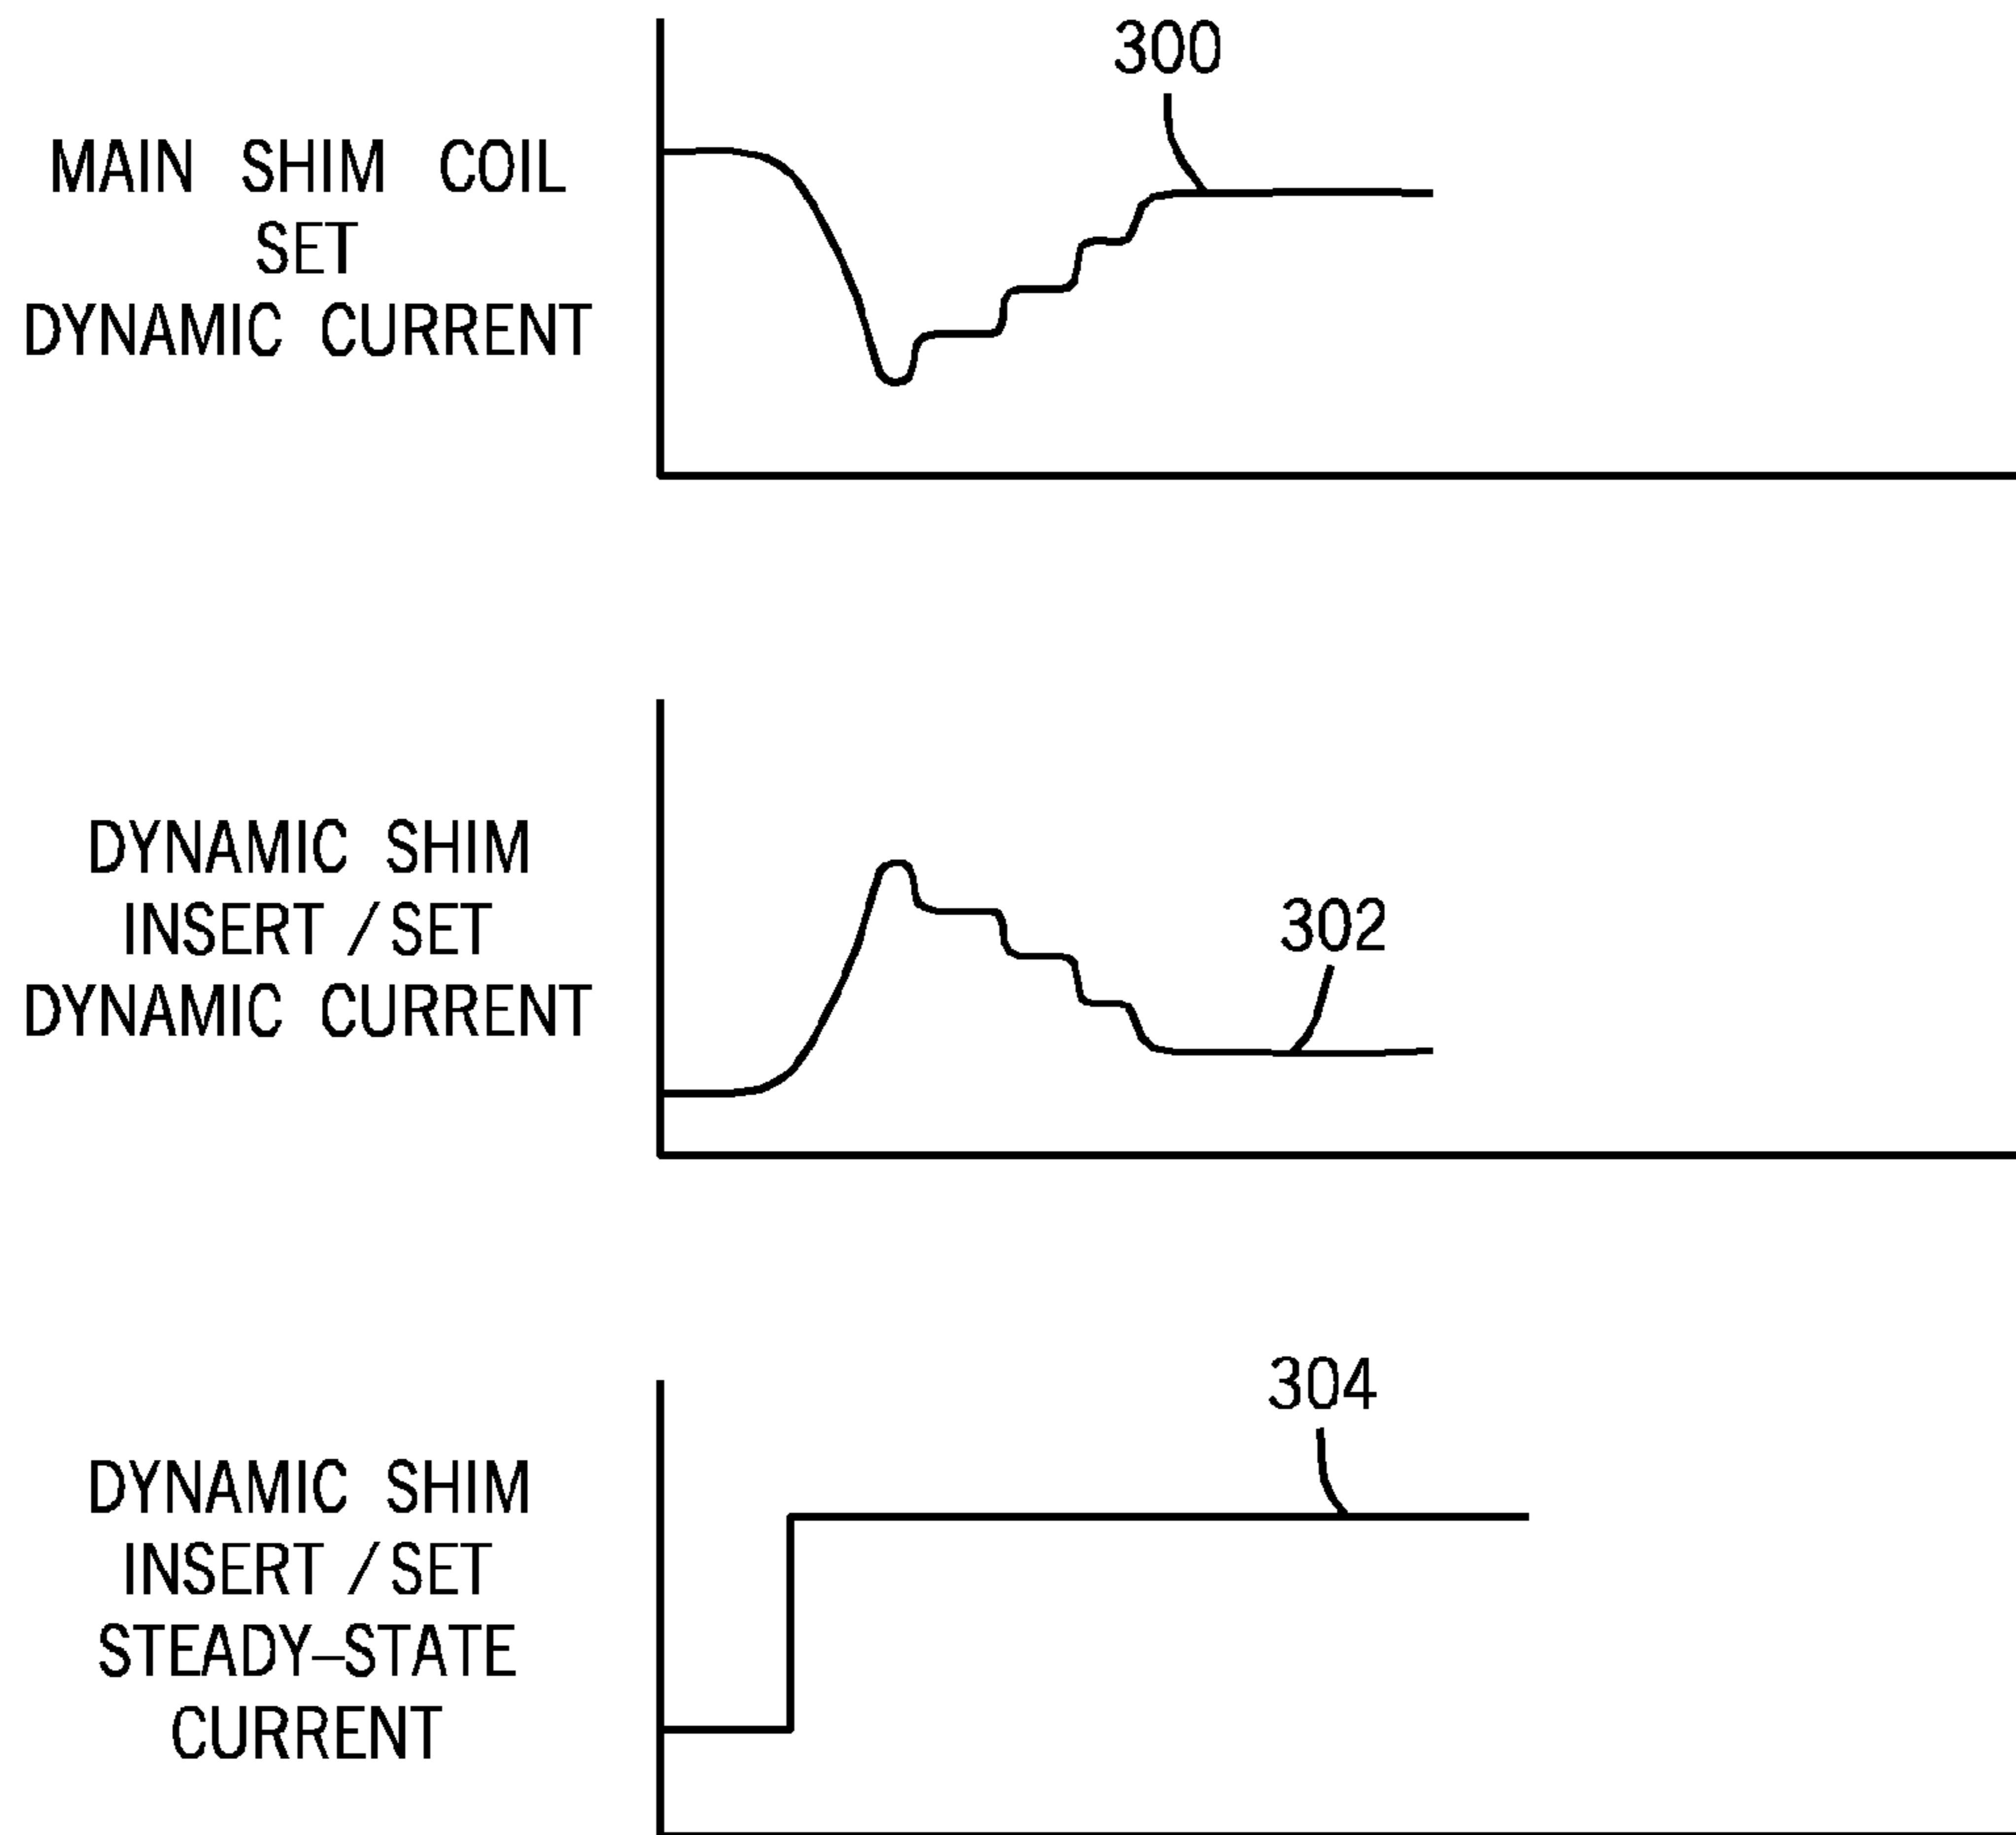 300
MAIN SHIM COIL
SET
DYNAMIC CURRENT
DYNAMIC SHIM
INSERT / SET
DYNAMIC CURRENT
302
304
DYNAMIC SHIM
INSERT / SET
STEADY-STATE
CURRENT